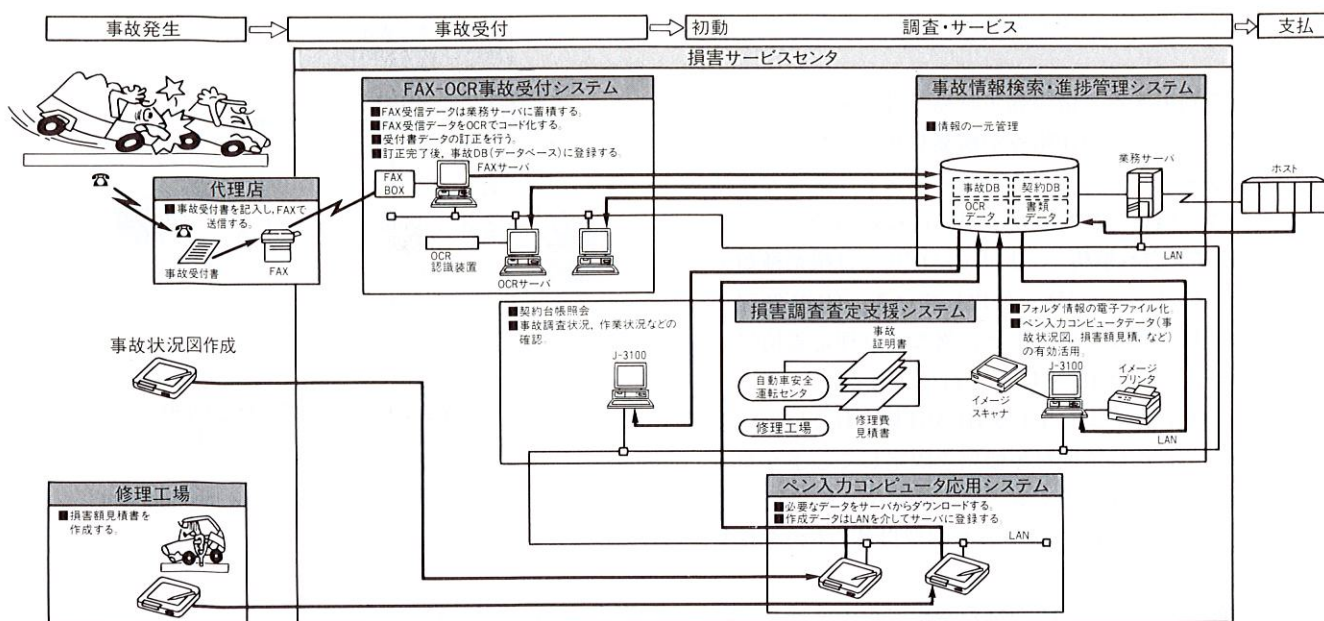 事故発生
事故受付
初動
調査・サービス
支払
損害サービスセンタ
FAX-OCR事故受付システム
■FAX受信データは業務サーバに蓄積する。
■FAX受信データをOCRでコード化する。
■受付書データの訂正を行う。
■訂正完了後，事故DB(データベース)に登録する。
FAXサーバ
FAX
BOX
OCR
認識装置
OCRサーバ
事故情報検索・進捗管理システム
■情報の一元管理
事故DB
契約DB
OCR
データ
書類
データ
業務サーバ
ホスト
LAN
代理店
■事故受付書を記入し，FAXで
送信する。
事故受付書
FAX
■契約台帳照会
■事故調査状況，作業状況などの
確認。
J-3100
損害調査査定支援システム
事故
証明書
自動車安全
運転センタ
修理工場
修理費
見積書
イメージ
スキャナ
■フォルダ情報の電子ファイル化。
■ペン入力コンピュータデータ(事
故状況図，損害額見積，など)
の有効活用。
J-3100
イメージ
プリンタ
LAN
事故状況図作成
修理工場
■損害額見積書を
作成する。
ペン入力コンピュータ応用システム
■必要なデータをサーバからダウンロードする。
■作成データはLANを介してサーバに登録する。
LAN